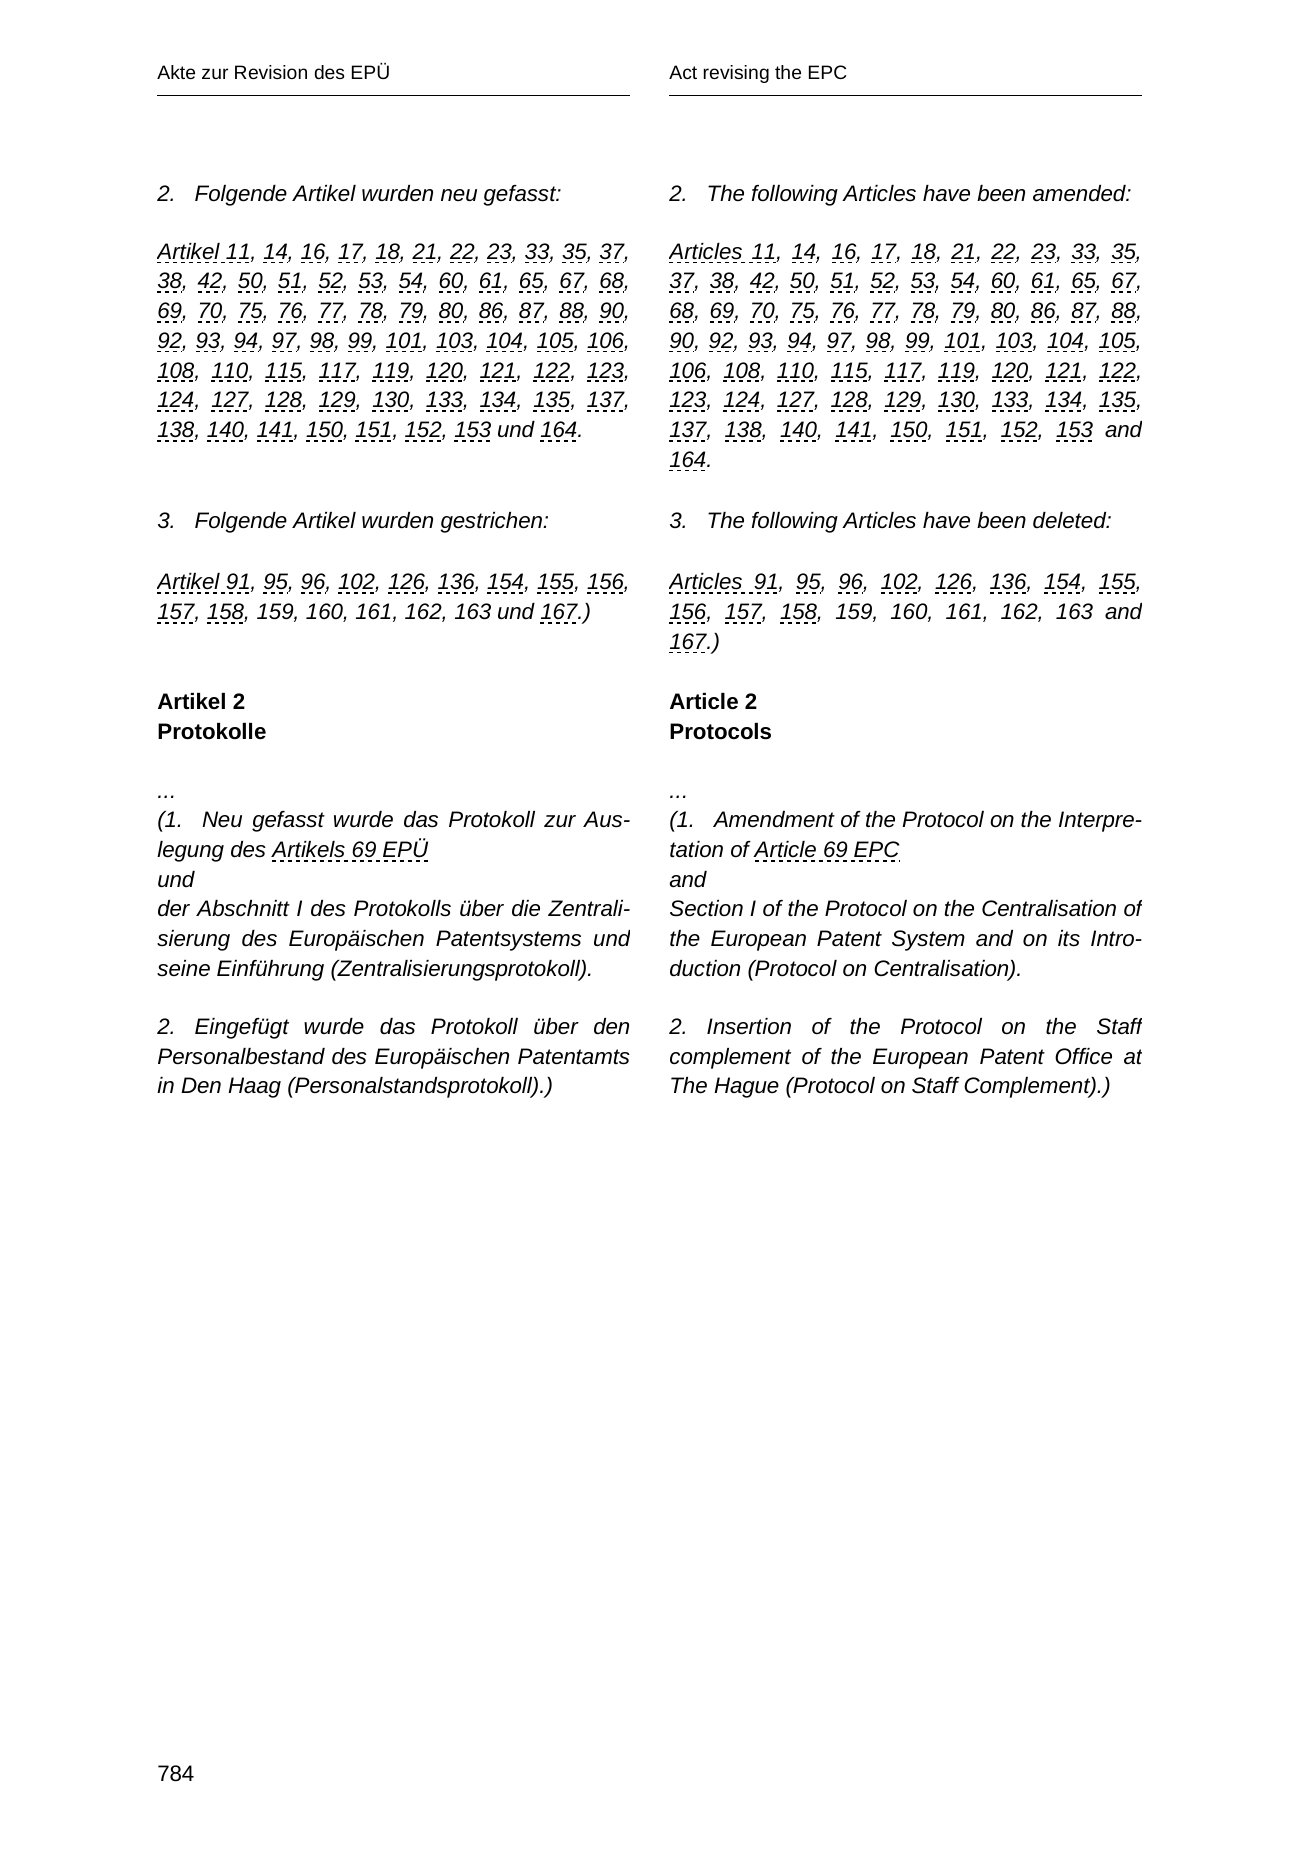 Akte zur Revision des EPÜ
2. Folgende Artikel wurden neu gefasst:
Artikel 11, 14, 16, 17, 18, 21, 22, 23, 33, 35, 37,
38, 42, 50, 51, 52, 53, 54, 60, 61, 65, 67, 68,
69, 70, 75, 76, 77, 78, 79, 80, 86, 87, 88, 90,
92, 93, 94, 97, 98, 99, 101, 103, 104, 105, 106,
108, 110, 115, 117, 119, 120, 121, 122, 123,
124, 127, 128, 129, 130, 133, 134, 135, 137,
138, 140, 141, 150, 151, 152, 153 und 164.
3. Folgende Artikel wurden gestrichen:
Artikel 91, 95, 96, 102, 126, 136, 154, 155, 156,
157, 158, 159, 160, 161, 162, 163 und 167.)
Artikel 2
Protokolle
...
(1. Neu gefasst wurde das Protokoll zur Aus-
legung des Artikels 69 EPÜ
und
der Abschnitt I des Protokolls über die Zentrali-
sierung des Europäischen Patentsystems und
seine Einführung (Zentralisierungsprotokoll).
2. Eingefügt wurde das Protokoll über den
Personalbestand des Europäischen Patentamts
in Den Haag (Personalstandsprotokoll).)
Act revising the EPC
2. The following Articles have been amended:
Articles 11, 14, 16, 17, 18, 21, 22, 23, 33, 35,
37, 38, 42, 50, 51, 52, 53, 54, 60, 61, 65, 67,
68, 69, 70, 75, 76, 77, 78, 79, 80, 86, 87, 88,
90, 92, 93, 94, 97, 98, 99, 101, 103, 104, 105,
106, 108, 110, 115, 117, 119, 120, 121, 122,
123, 124, 127, 128, 129, 130, 133, 134, 135,
137, 138, 140, 141, 150, 151, 152, 153 and
164.
3. The following Articles have been deleted:
Articles 91, 95, 96, 102, 126, 136, 154, 155,
156, 157, 158, 159, 160, 161, 162, 163 and
167.)
Article 2
Protocols
...
(1. Amendment of the Protocol on the Interpre-
tation of Article 69 EPC
and
Section I of the Protocol on the Centralisation of
the European Patent System and on its Intro-
duction (Protocol on Centralisation).
2. Insertion of the Protocol on the Staff
complement of the European Patent Office at
The Hague (Protocol on Staff Complement).)
784